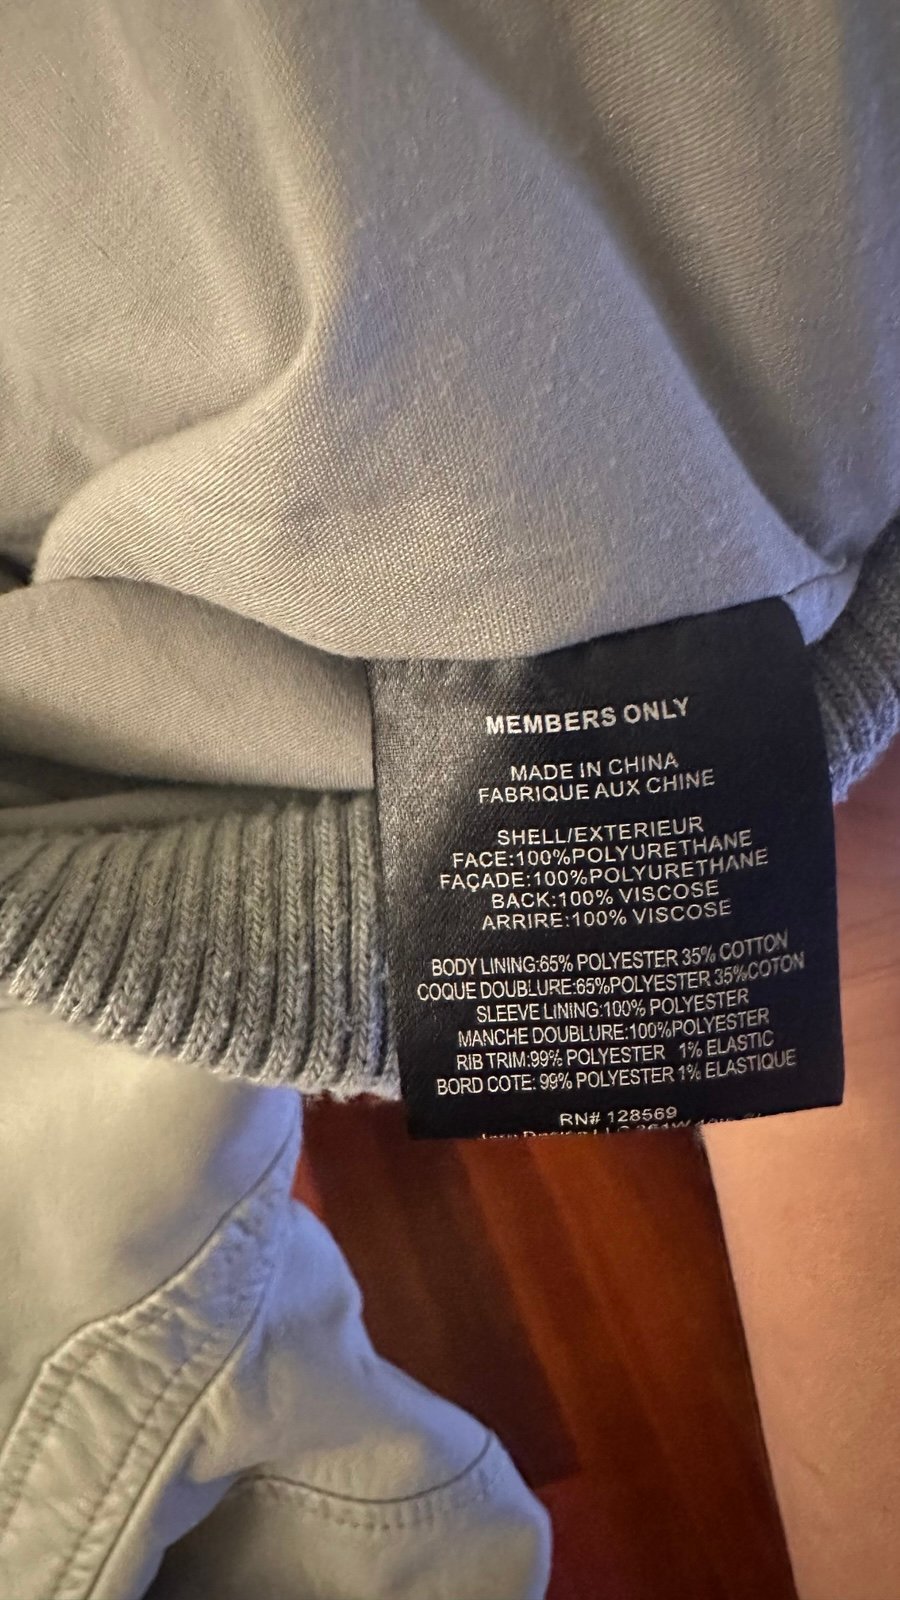 MEMBERS ONLY
MADE IN CHINA
FABRIQUE AUX CHINE
SHELL/EXTERIEUR
FACE:100%POLYURETHANE
FAÇADE:100%POLYURETHANE
BACK:100% VISCOSE
ARRIRE:100% VISCOSE
BODY LINING:65% POLYESTER 35% COTTON
COQUE DOUBLURE:65%POLYESTER 35%COTON
SLEEVE LINING:100% POLYESTER
MANCHE DOUBLURE:100%POLYESTER
RIB TRIM:99% POLYESTER 1% ELASTIC
BORD COTE: 99% POLYESTER 1% ELASTIQUE
RN# 128569